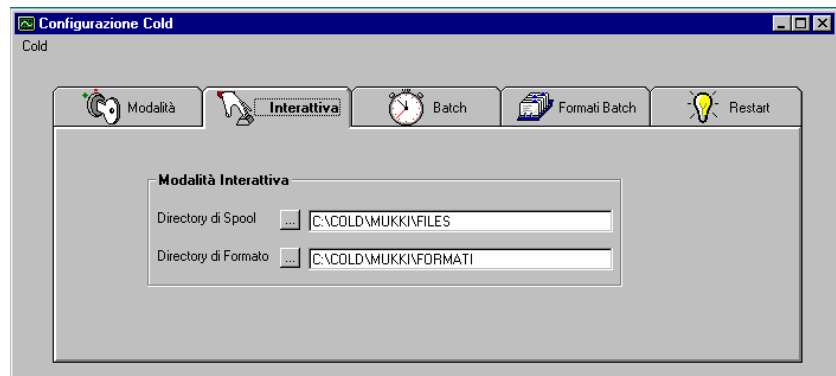 Configurazione Cold
Cold
Modalità Interattiva Batch Formati Batch Restart
Modalità Interattiva
Directory di Spool ... C:\COLD\MUKKI\FILES
Directory di Formato ... C:\COLD\MUKKI\FORMATI